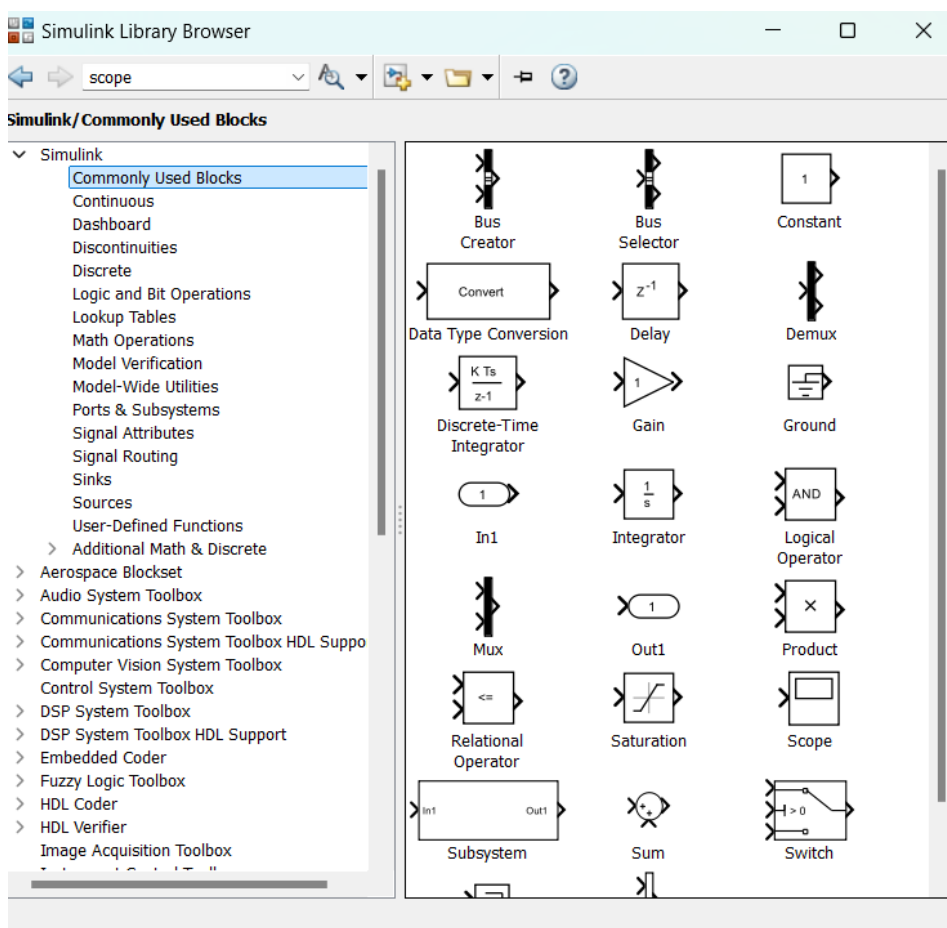 Simulink Library Browser
scope
Simulink/Commonly Used Blocks
Simulink
Commonly Used Blocks
Continuous
Dashboard
Discontinuities
Discrete
Logic and Bit Operations
Lookup Tables
Math Operations
Model Verification
Model-Wide Utilities
Ports & Subsystems
Signal Attributes
Signal Routing
Sinks
Sources
User-Defined Functions
Additional Math & Discrete
Aerospace Blockset
Audio System Toolbox
Communications System Toolbox
Communications System Toolbox HDL Suppo
Computer Vision System Toolbox
Control System Toolbox
DSP System Toolbox
DSP System Toolbox HDL Support
Embedded Coder
Fuzzy Logic Toolbox
HDL Coder
HDL Verifier
Image Acquisition Toolbox
Bus
Creator
Bus
Selector
1
Constant
Convert
Data Type Conversion
z-1
Delay
Demux
K Ts
z-1
Discrete-Time
Integrator
1
Gain
Ground
1
In1
1
s
Integrator
AND
Logical
Operator
Mux
1
Out1
×
Product
<=
Relational
Operator
Saturation
Scope
In1 Out1
Subsystem
++
Sum
> 0
Switch